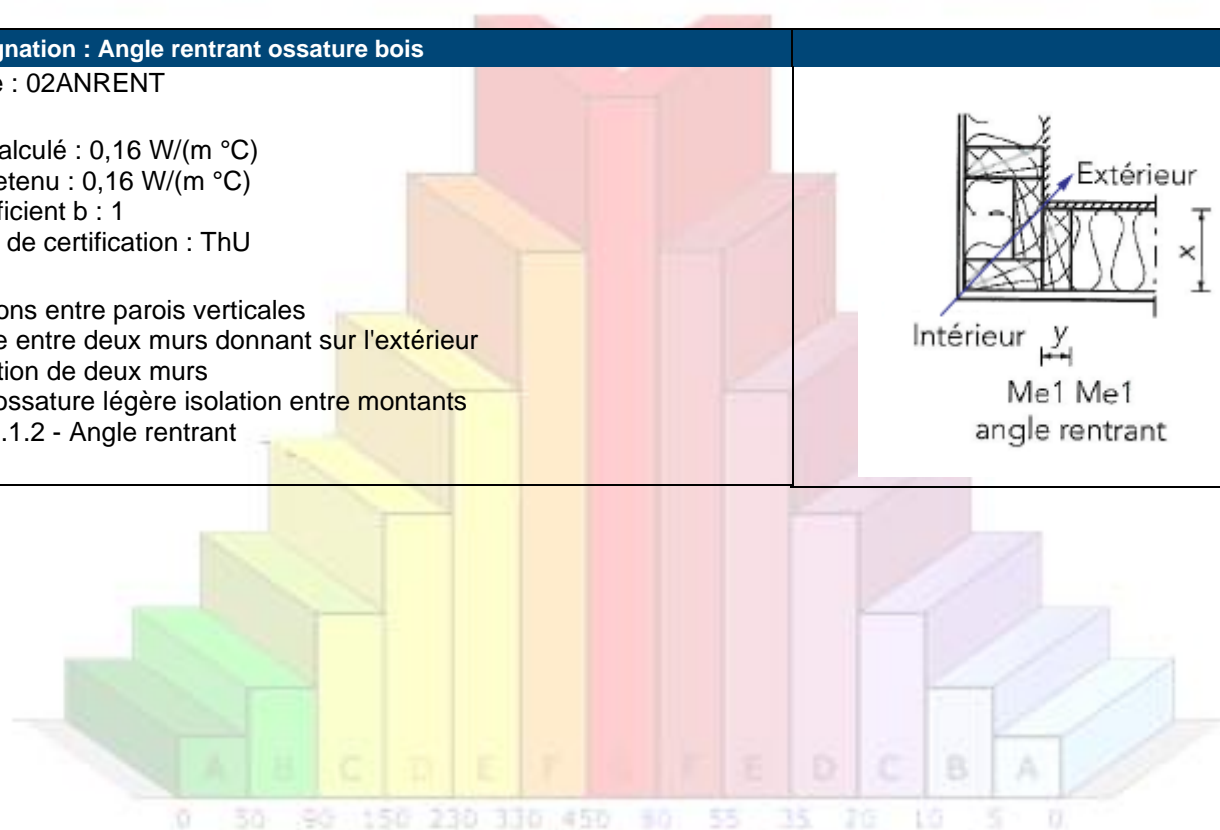 gnation : Angle rentrant ossature bois
e : 02ANRENT
alculé : 0,16 W/(m °C)
etenu : 0,16 W/(m °C)
ficient b : 1
de certification : ThU
ons entre parois verticales
e entre deux murs donnant sur l'extérieur
tion de deux murs
ossature légère isolation entre montants
.1.2 - Angle rentrant
Extérieur
x
Intérieur
y
Me1 Me1
angle rentrant
A B C D E F G F E D C B A
0 50 90 150 230 330 450 80 55 35 20 10 5 0